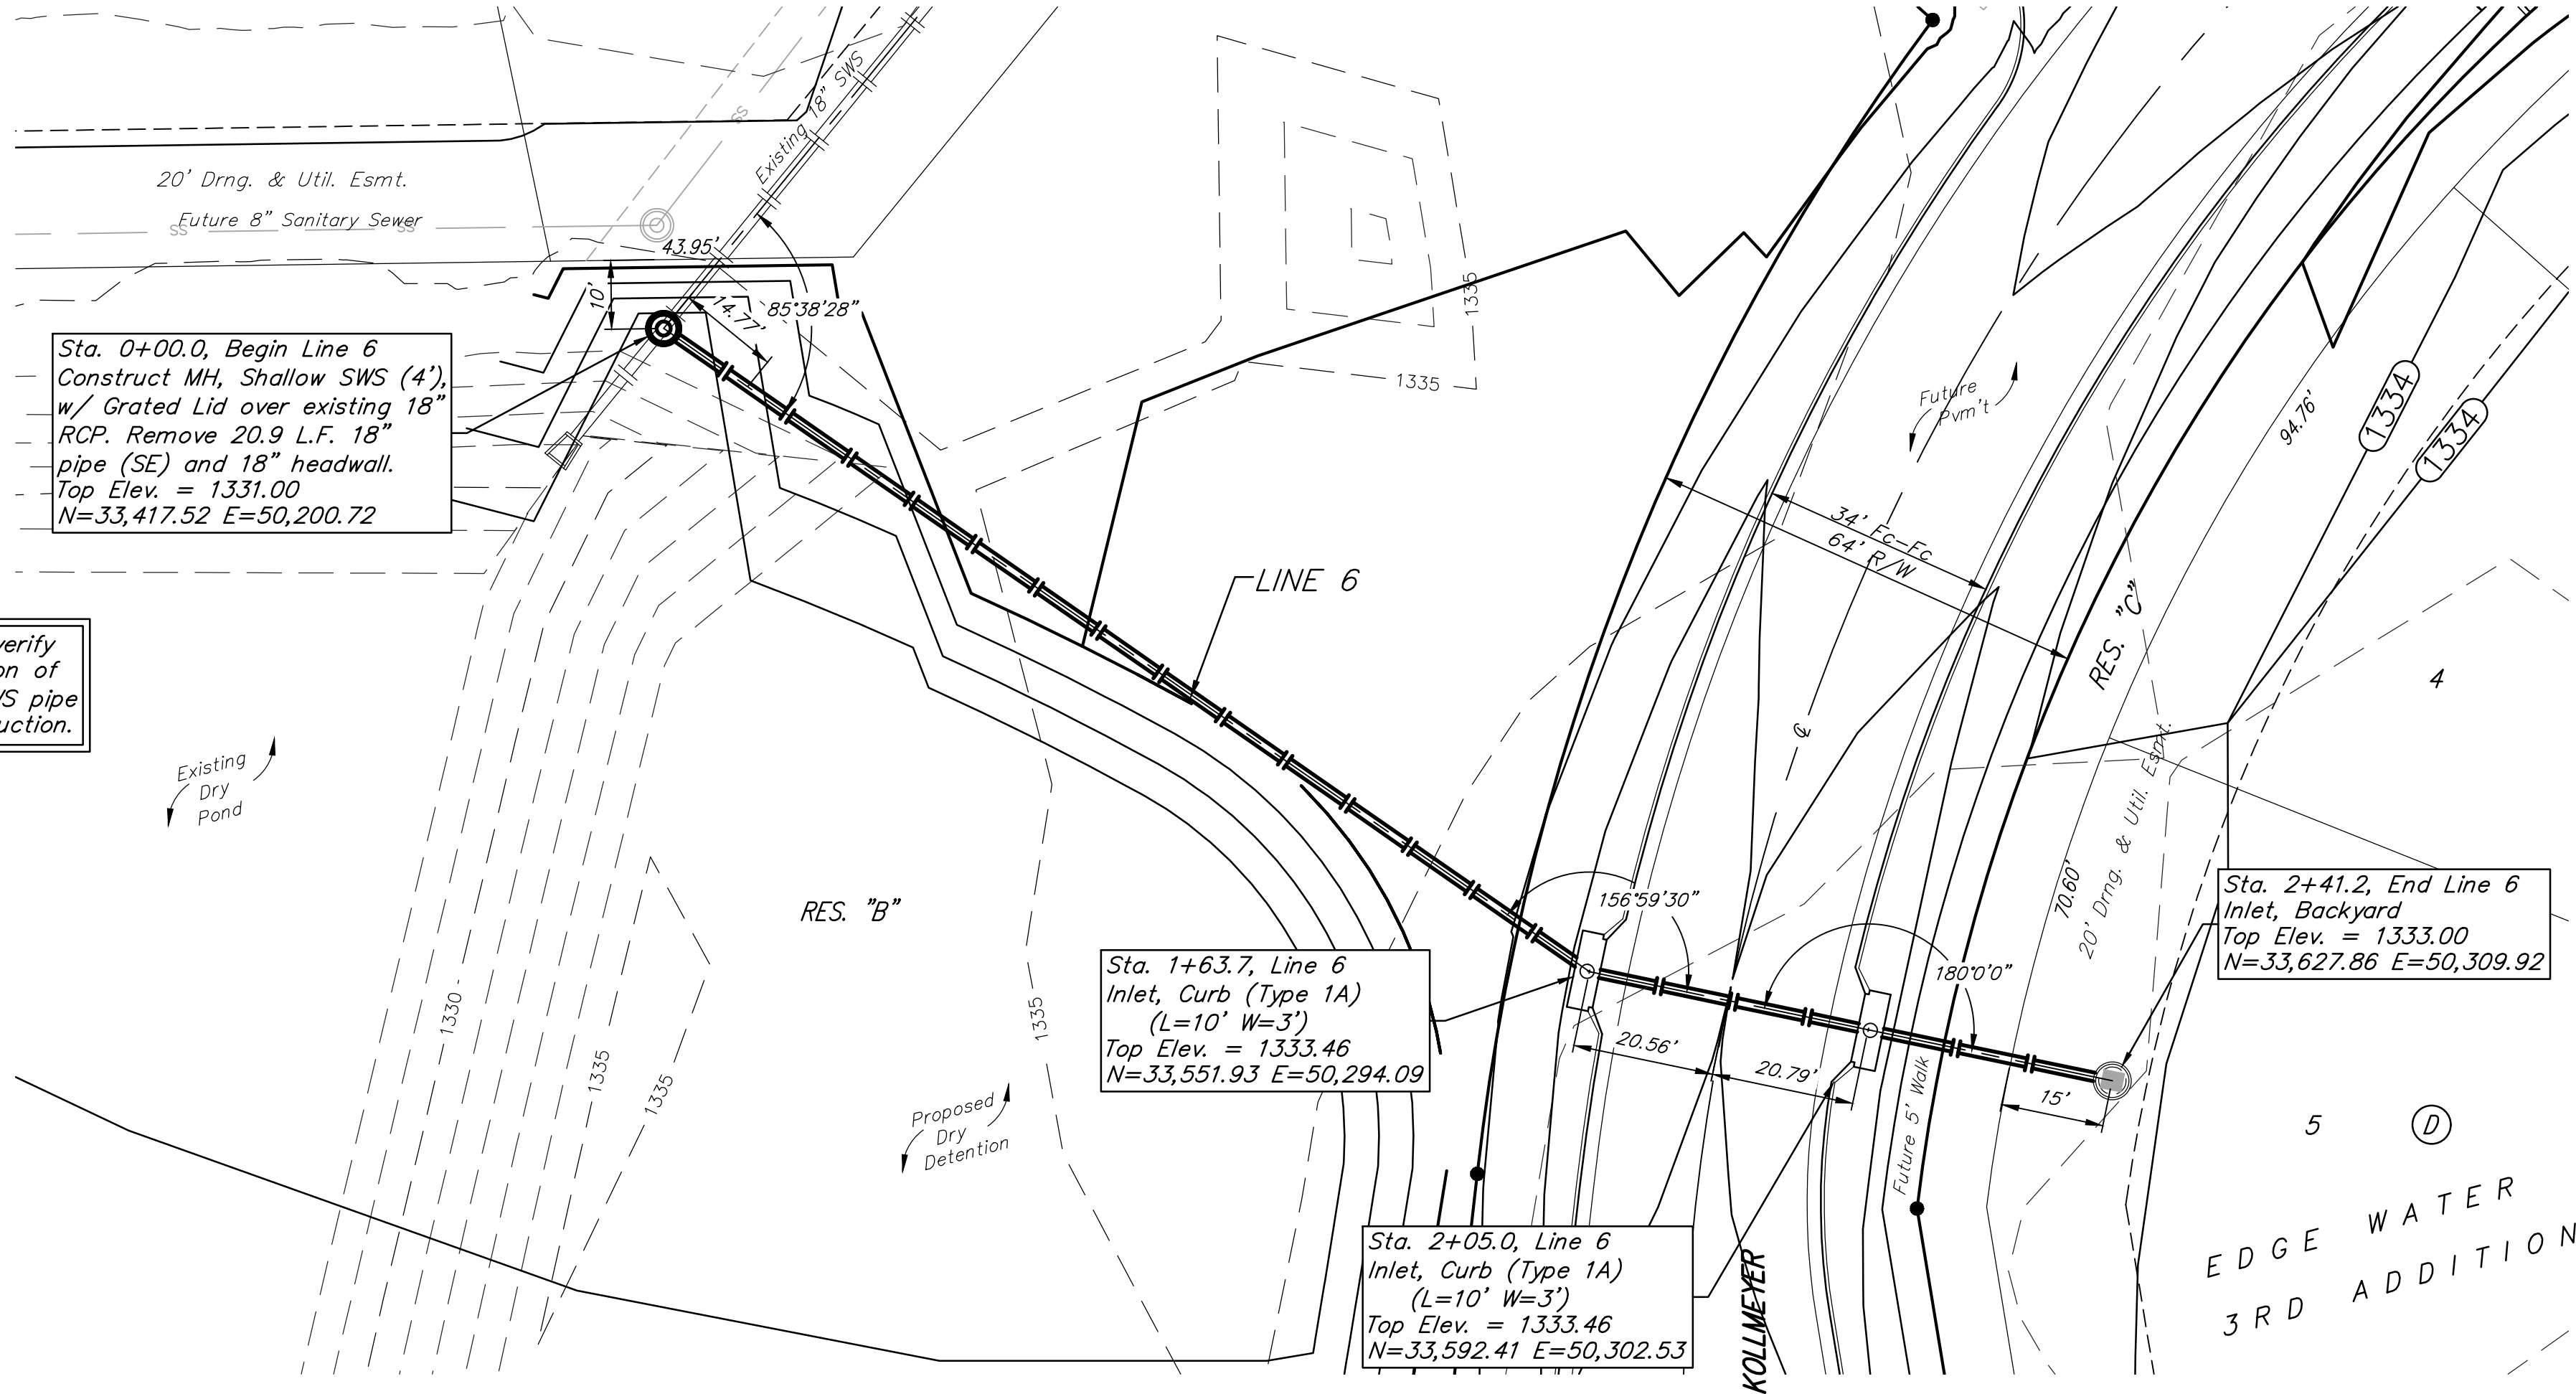 Existing 18" SWS
SS
20' Drng. & Util. Esmt.
Future 8" Sanitary Sewer
SS
SS
43.95'
10'
14.77'
85°38'28"
Sta. 0+00.0, Begin Line 6
Construct MH, Shallow SWS (4'),
w/ Grated Lid over existing 18"
RCP. Remove 20.9 L.F. 18"
pipe (SE) and 18" headwall.
Top Elev. = 1331.00
N=33,417.52 E=50,200.72
1335
1335
Future
Pvm't
94.76'
1334
1334
34' Fc-Fc
64' R/W
LINE 6
RES. "C"
verify
on of
WS pipe
uction.
4
Existing
Dry
Pond
RES. "B"
156°59'30"
180°0'0"
70.60'
20' Drng. & Util. Esmt.
Sta. 2+41.2, End Line 6
Inlet, Backyard
Top Elev. = 1333.00
N=33,627.86 E=50,309.92
Sta. 1+63.7, Line 6
Inlet, Curb (Type 1A)
(L=10' W=3')
Top Elev. = 1333.46
N=33,551.93 E=50,294.09
1330
1335
1335
1335
20.56'
20.79'
15'
Future 5' Walk
Proposed
Dry
Detention
5
D
Sta. 2+05.0, Line 6
Inlet, Curb (Type 1A)
(L=10' W=3')
Top Elev. = 1333.46
N=33,592.41 E=50,302.53
KOLLMEYER
EDGE WATER
3RD ADDITION